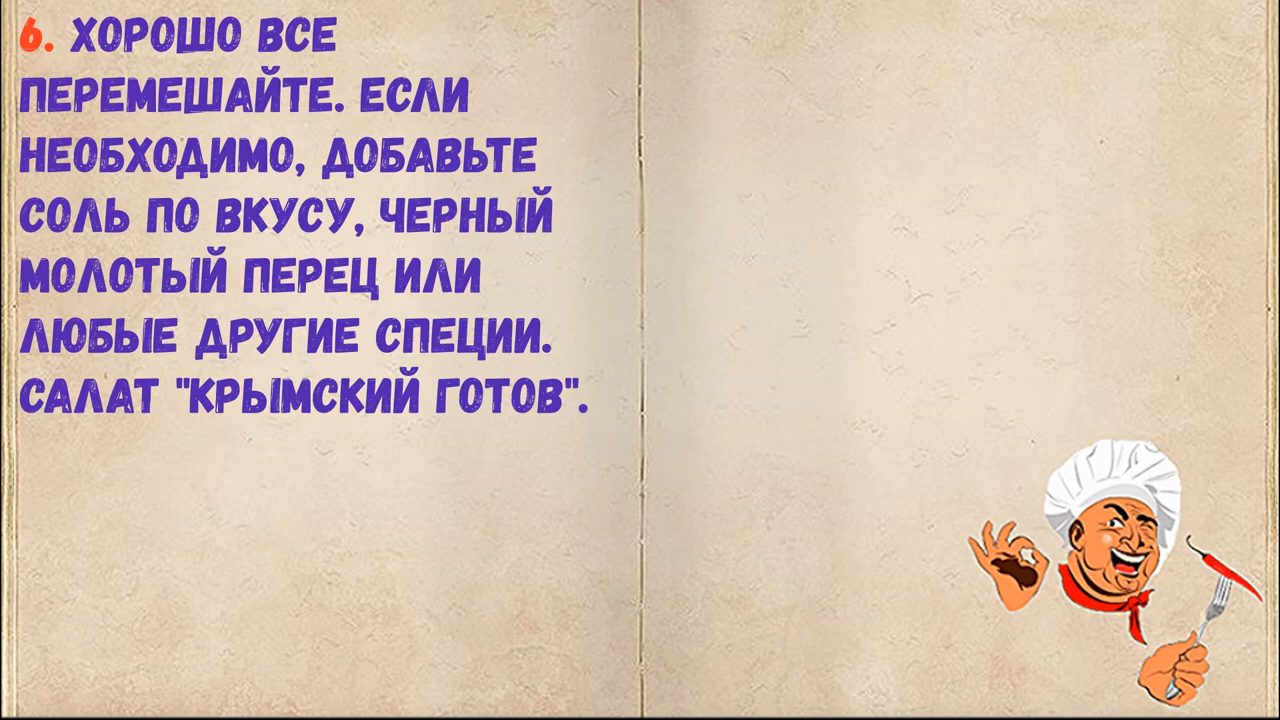 6. ХОРОШО ВСЕ
ПЕРЕМЕШАЙТЕ. ЕСЛИ
НЕОБХОДИМО, ДОБАВЬТЕ
СОЛЬ ПО ВКУСУ, ЧЕРНЫЙ
МОЛОТЫЙ ПЕРЕЦ ИЛИ
ЛЮБЫЕ ДРУГИЕ СПЕЦИИ.
САЛАТ "КРЫМСКИЙ ГОТОВ".